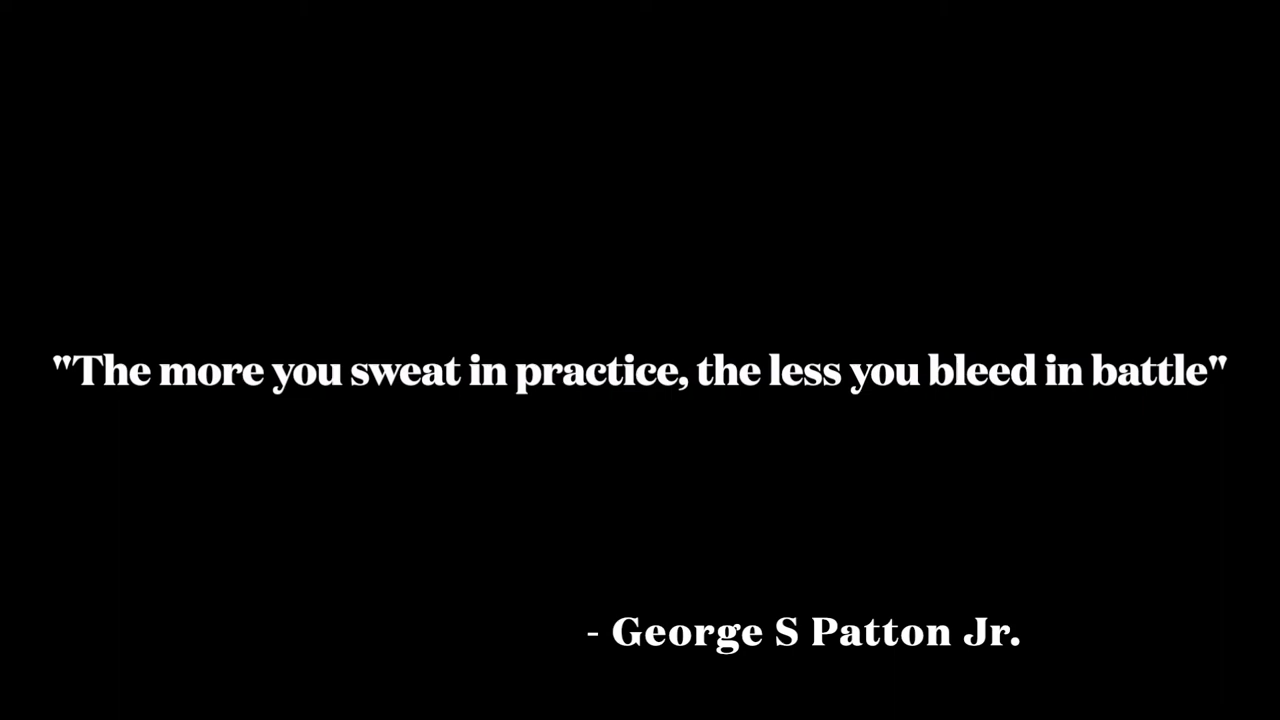 "The more you sweat in practice, the less you bleed in battle"
- George S Patton Jr.